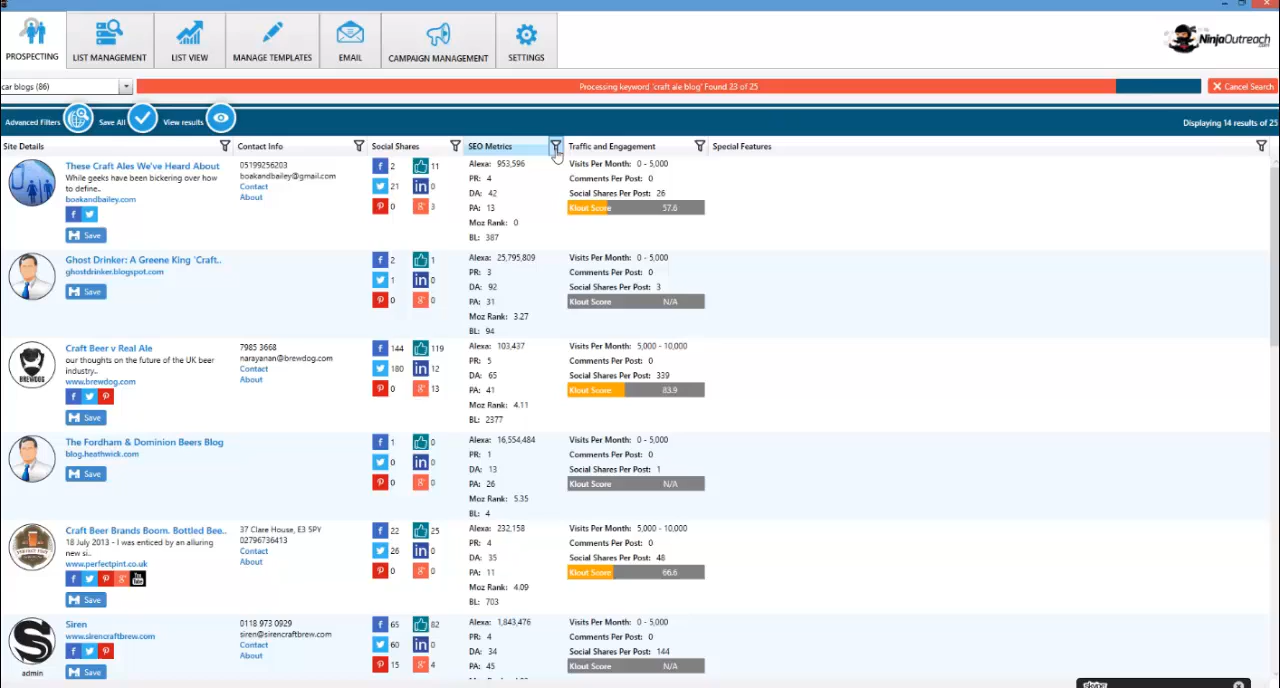 PROSPECTING
LIST MANAGEMENT
LIST VIEW
MANAGE TEMPLATES
EMAIL
CAMPAIGN MANAGEMENT
SETTINGS
NinjaOutreach
car blogs (86)
Processing keyword 'craft ale blog' Found 23 of 25
Cancel Search
Advanced Filters
Save All
View results
Displaying 14 results of 25
Site Details
Contact Info
Social Shares
SEO Metrics
Traffic and Engagement
Special Features
These Craft Ales We've Heard About
While geeks have been bickering over how
to define..
boakandbailey.com
Save
05199256203
boakandbailey@gmail.com
Contact
About
2 11
21 0
0 3
Alexa: 953,596
PR: 4
DA: 42
PA: 13
Moz Rank: 0
BL: 387
Visits Per Month: 0 - 5,000
Comments Per Post: 0
Social Shares Per Post: 26
Klout Score 57.6
Ghost Drinker: A Greene King 'Craft..
ghostdrinker.blogspot.com
Save
2 1
1 0
0 0
Alexa: 25,795,809
PR: 3
DA: 92
PA: 31
Moz Rank: 3.27
BL: 94
Visits Per Month: 0 - 5,000
Comments Per Post: 0
Social Shares Per Post: 3
Klout Score N/A
Craft Beer v Real Ale
our thoughts on the future of the UK beer
industry..
www.brewdog.com
Save
BREWDOG
7985 3668
narayanan@brewdog.com
Contact
About
144 119
180 12
0 13
Alexa: 103,437
PR: 5
DA: 65
PA: 41
Moz Rank: 4.11
BL: 2377
Visits Per Month: 5,000 - 10,000
Comments Per Post: 0
Social Shares Per Post: 339
Klout Score 83.9
The Fordham & Dominion Beers Blog
blog.heathwick.com
Save
1 0
0 0
0 0
Alexa: 16,554,484
PR: 1
DA: 13
PA: 26
Moz Rank: 5.35
BL: 4
Visits Per Month: 0 - 5,000
Comments Per Post: 0
Social Shares Per Post: 1
Klout Score N/A
Craft Beer Brands Boom. Bottled Bee..
18 July 2013 - I was enticed by an alluring
new si..
www.perfectpint.co.uk
Save
37 Clare House, E3 5PY
02796736413
Contact
About
22 25
26 0
0 0
Alexa: 232,158
PR: 4
DA: 35
PA: 11
Moz Rank: 4.09
BL: 703
Visits Per Month: 5,000 - 10,000
Comments Per Post: 0
Social Shares Per Post: 48
Klout Score 66.6
Siren
www.sirencraftbrew.com
admin
Save
0118 973 0929
siren@sirencraftbrew.com
Contact
About
65 82
60 0
15 4
Alexa: 1,843,476
PR: 4
DA: 34
PA: 45
Visits Per Month: 0 - 5,000
Comments Per Post: 0
Social Shares Per Post: 144
Klout Score N/A